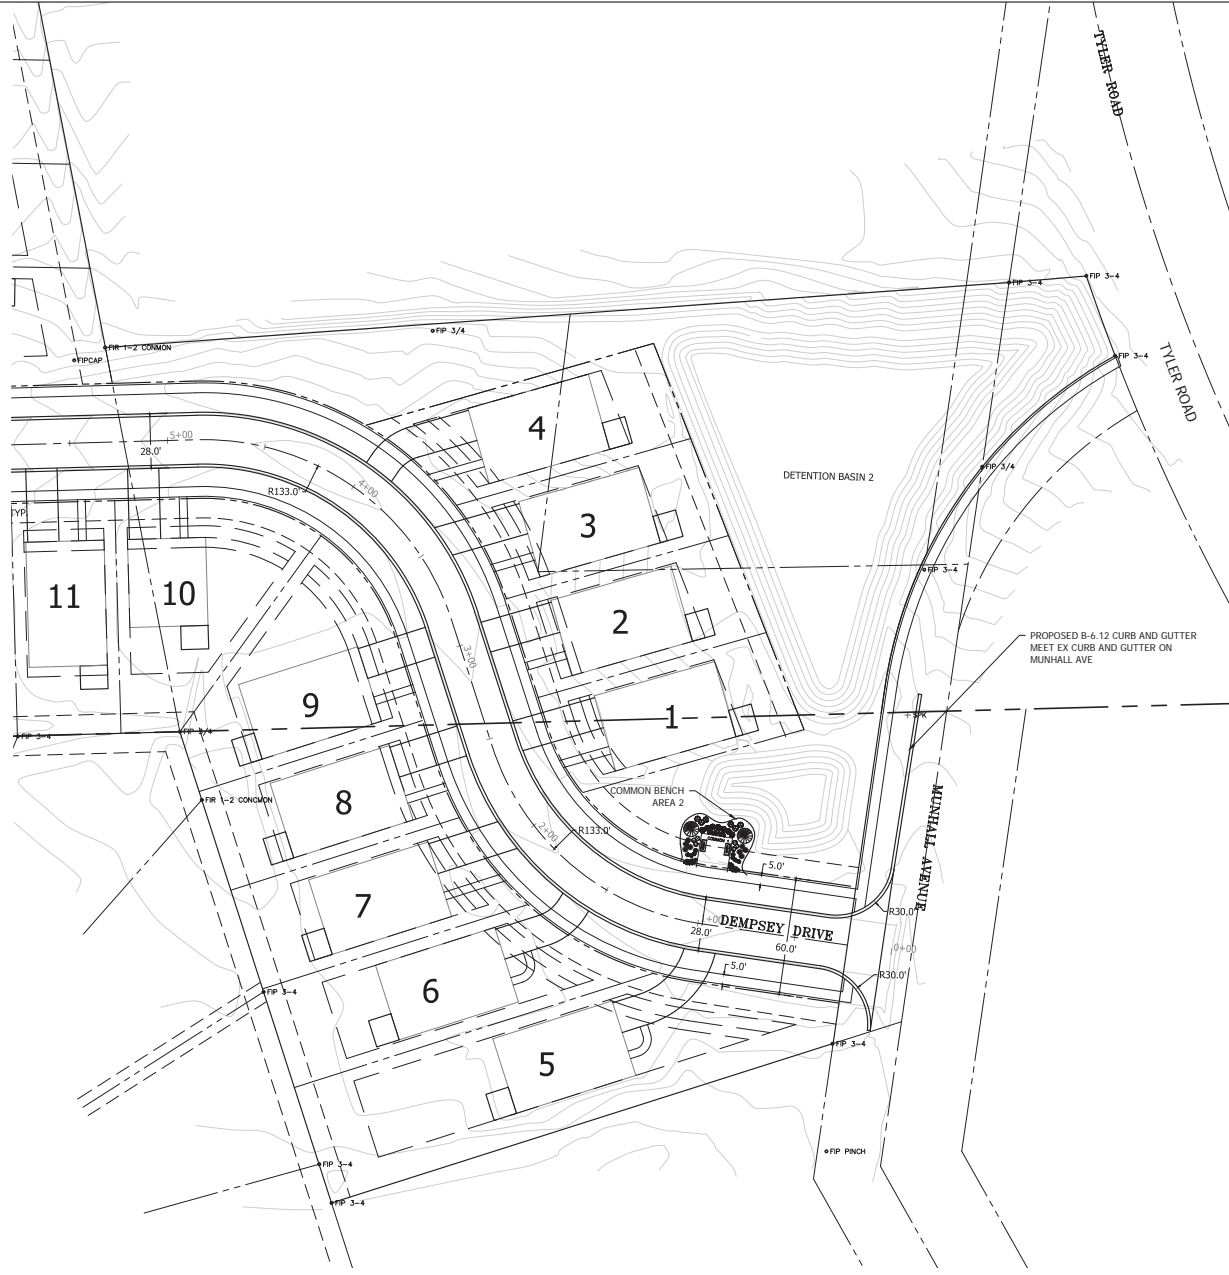 TYLER ROAD
FIP 3-4
FIP 3-4
FIP 3/4
FIR 1-2 CONMON
FIPCAP
FIP 3-4
TYLER ROAD
4
5+00
28.0'
FIP 3/4
DETENTION BASIN 2
R133.0'
4+00
TYP
3
FIP 3-4
11
10
2
PROPOSED B-6.12 CURB AND GUTTER
MEET EX CURB AND GUTTER ON
MUNHALL AVE
3+00
9
1
SPK
FIP 3-4
FIP 3/4
COMMON BENCH
AREA 2
8
FIR 1-2 CONCMON
MUNHALL AVENUE
2+00
R133.0'
COMMON
5.0'
7
R30.0'
+00
DEMPSEY DRIVE
28.0'
60.0'
0+00
5.0'
R30.0'
6
FIP 3-4
FIP 3-4
5
FIP PINCH
FIP 3-4
FIP 3-4